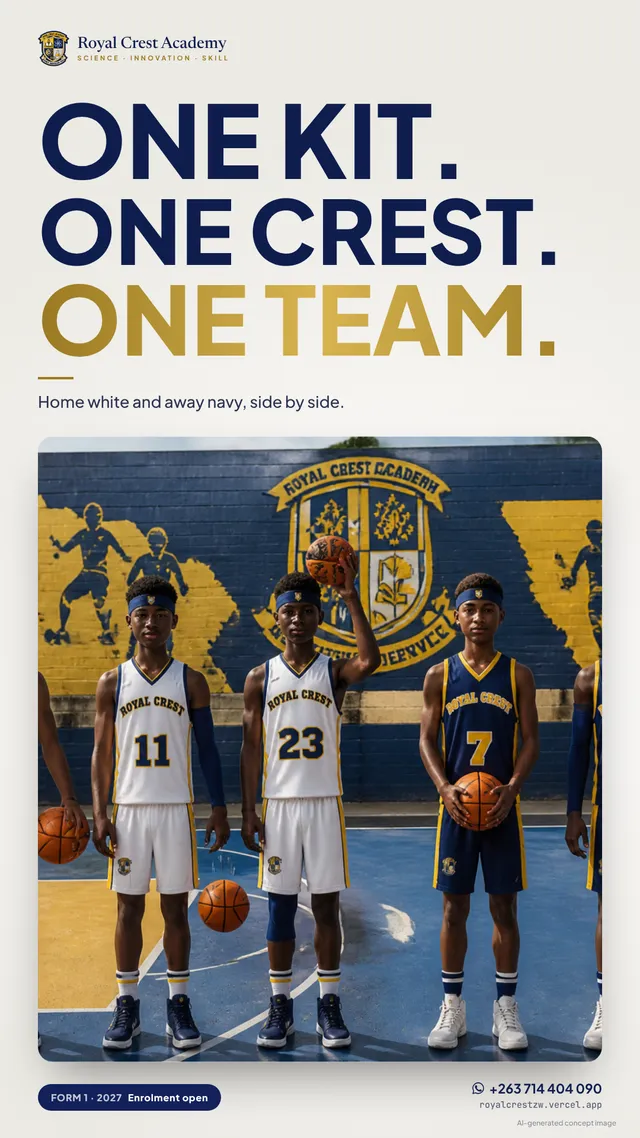 Royal Crest Academy
SCIENCE · INNOVATION · SKILL
ONE KIT.
ONE CREST.
ONE TEAM.
Home white and away navy, side by side.
ROYAL CREST
ROYAL CREST
ROYAL CREST
ROYAL CREST
11
23
7
FORM 1 · 2027 Enrolment open
+263 714 404 090
royalcrestzw.vercel.app
AI-generated concept image